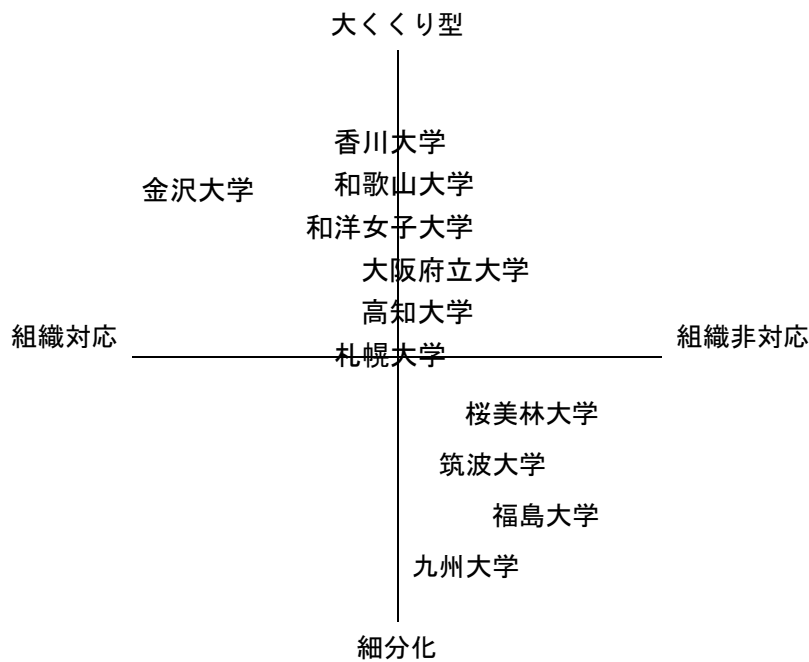 大くくり型
香川大学
金沢大学
和歌山大学
和洋女子大学
大阪府立大学
高知大学
組織対応
組織非対応
札幌大学
桜美林大学
筑波大学
福島大学
九州大学
細分化